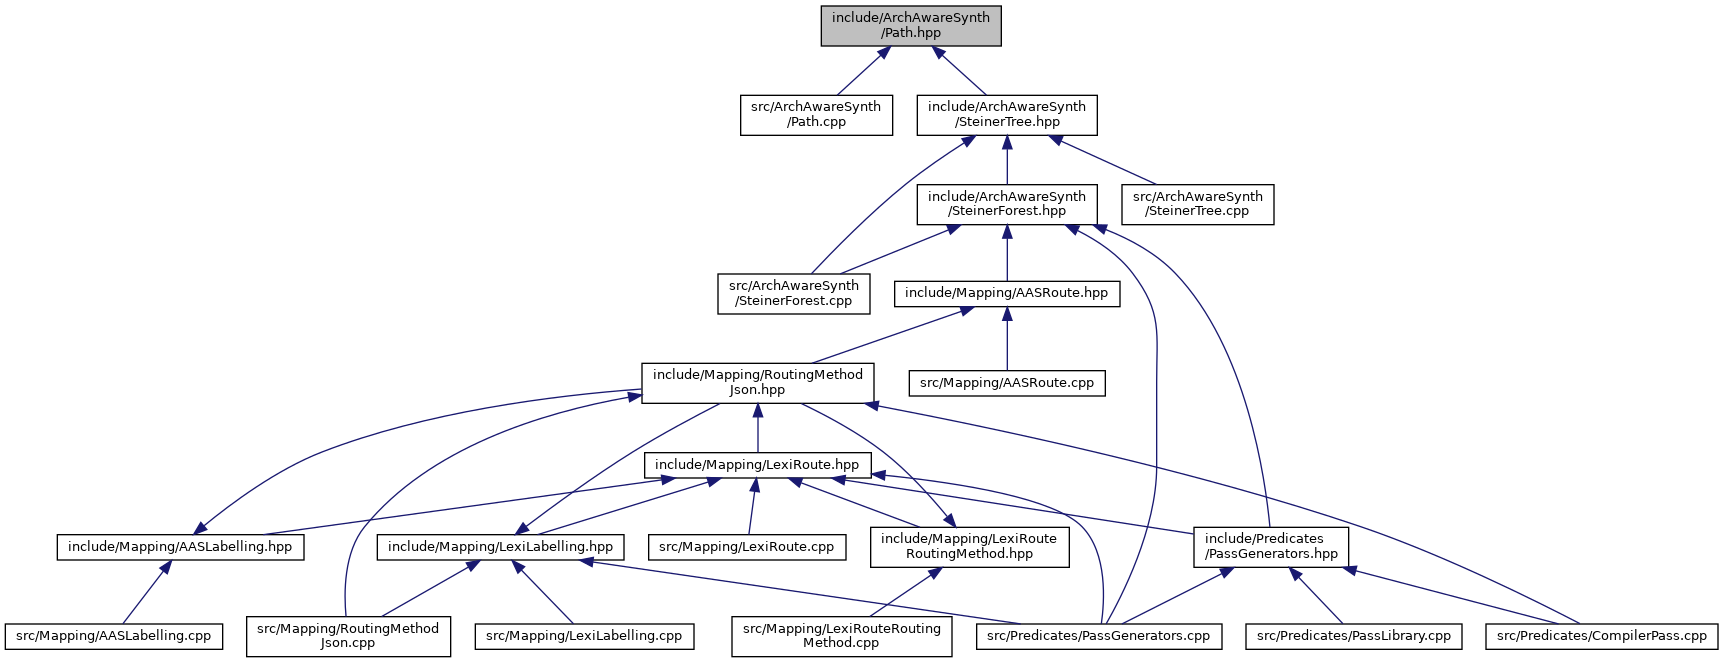 include/ArchAwareSynth
/Path.hpp
src/ArchAwareSynth
/Path.cpp
include/ArchAwareSynth
/SteinerTree.hpp
include/ArchAwareSynth
/SteinerForest.hpp
src/ArchAwareSynth
/SteinerTree.cpp
src/ArchAwareSynth
/SteinerForest.cpp
include/Mapping/AASRoute.hpp
include/Mapping/RoutingMethod
Json.hpp
src/Mapping/AASRoute.cpp
include/Mapping/LexiRoute.hpp
include/Mapping/AASLabelling.hpp
include/Mapping/LexiLabelling.hpp
src/Mapping/LexiRoute.cpp
include/Mapping/LexiRoute
RoutingMethod.hpp
include/Predicates
/PassGenerators.hpp
src/Mapping/AASLabelling.cpp
src/Mapping/RoutingMethod
Json.cpp
src/Mapping/LexiLabelling.cpp
src/Mapping/LexiRouteRouting
Method.cpp
src/Predicates/PassGenerators.cpp
src/Predicates/PassLibrary.cpp
src/Predicates/CompilerPass.cpp